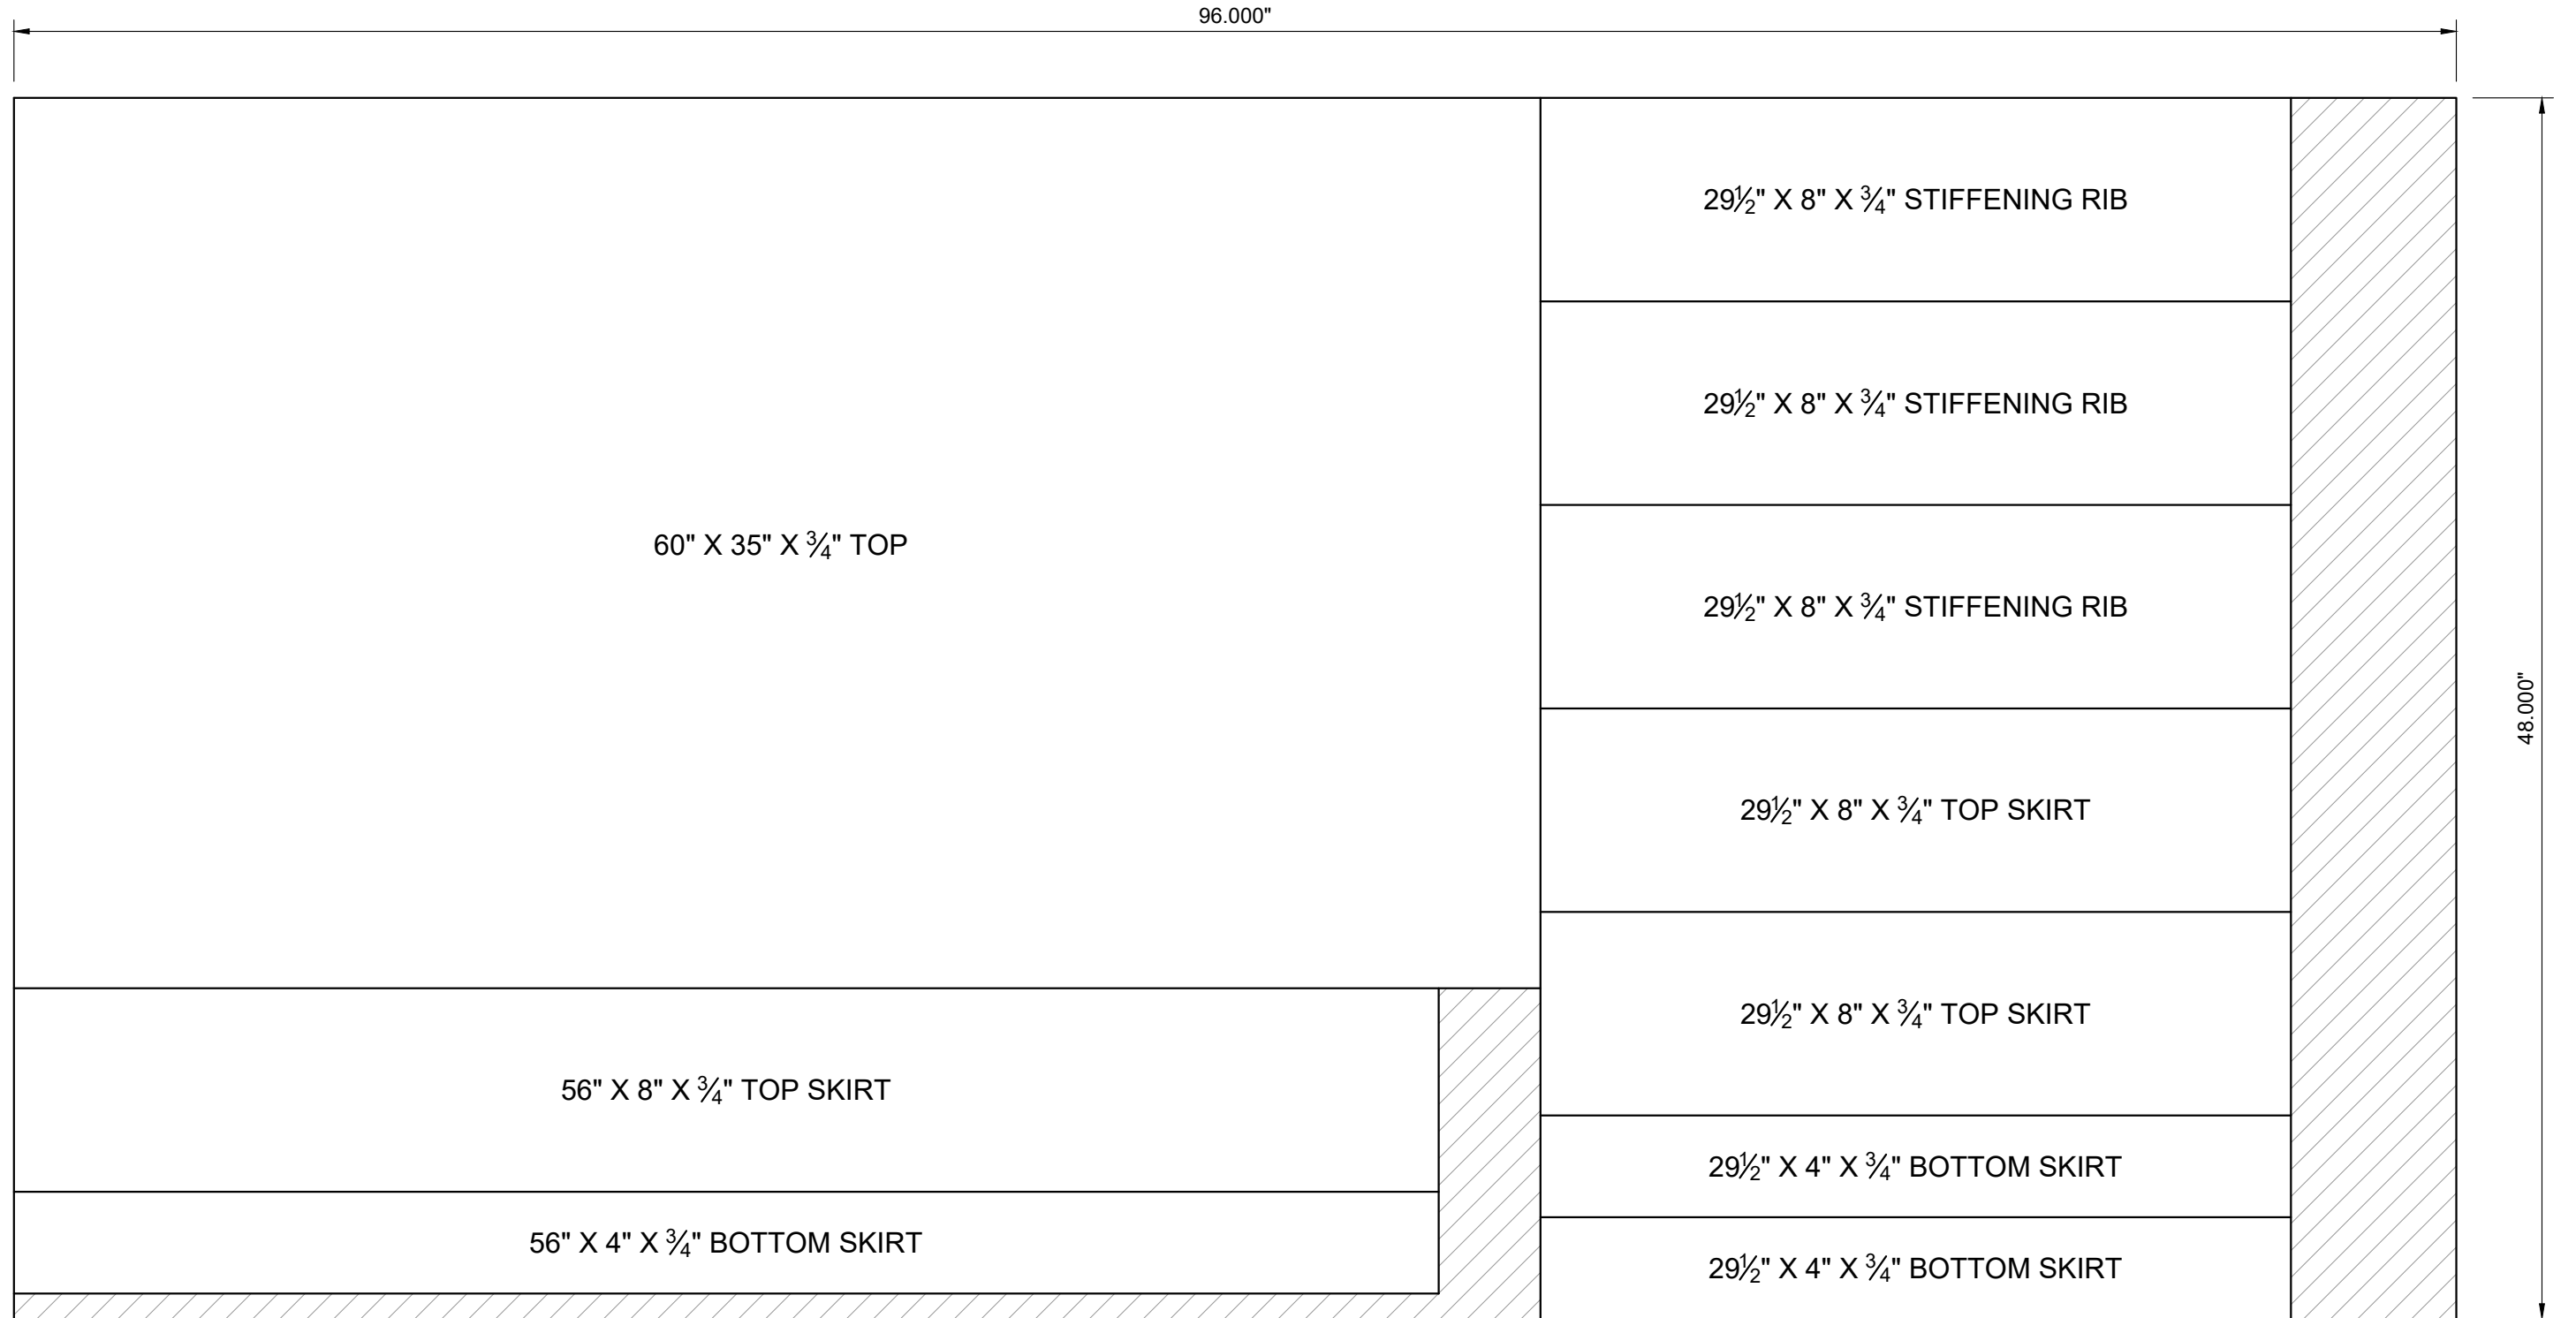 96.000"
29½" X 8" X ¾" STIFFENING RIB
29½" X 8" X ¾" STIFFENING RIB
60" X 35" X ¾" TOP
29½" X 8" X ¾" STIFFENING RIB
48.000"
29½" X 8" X ¾" TOP SKIRT
29½" X 8" X ¾" TOP SKIRT
56" X 8" X ¾" TOP SKIRT
29½" X 4" X ¾" BOTTOM SKIRT
56" X 4" X ¾" BOTTOM SKIRT
29½" X 4" X ¾" BOTTOM SKIRT